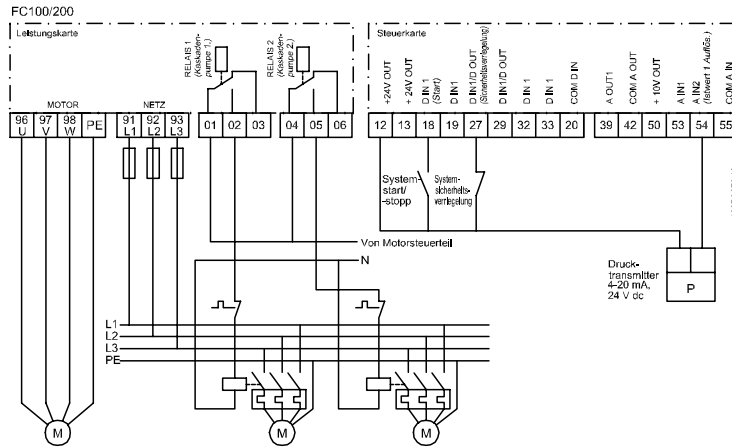 FC100/200
Leistungskarte
RELAIS 1
(Kaskaden-
pumpe 1.)
RELAIS 2
(Kaskaden-
pumpe 2.)
Steuerkarte
+24V OUT
+ 24V OUT
D IN 1
(Start)
D IN1
D IN1/D OUT
(Sicherheitsverriegelung)
D IN1/D OUT
D IN 1
D IN 1
COM D IN
A OUT1
COM A OUT
+ 10V OUT
A IN1
A IN2
(Istwert 1 Auflös.)
COM A IN
MOTOR
NETZ
96 97 98 PE 91 92 93 01 02 03 04 05 06 12 13 18 19 27 29 32 33 20 39 42 50 53 54 55
U V W L1 L2 L3
System-
start/
-stopp
System-
sicherheits-
verriegelung
Von Motorsteuerteil
N
Druck-
transmitter
4-20 mA,
24 V dc
P
L1
L2
L3
PE
M M M